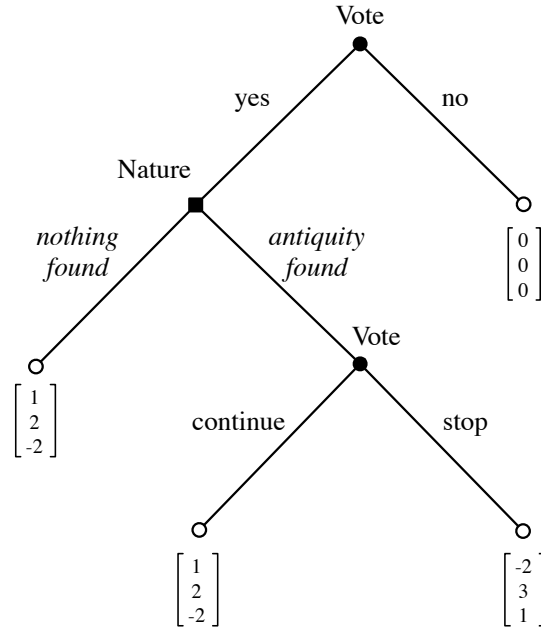 Vote
yes
no
Nature
nothing
found
antiquity
found
0
0
0
Vote
1
2
-2
continue
stop
1
2
-2
-2
3
1